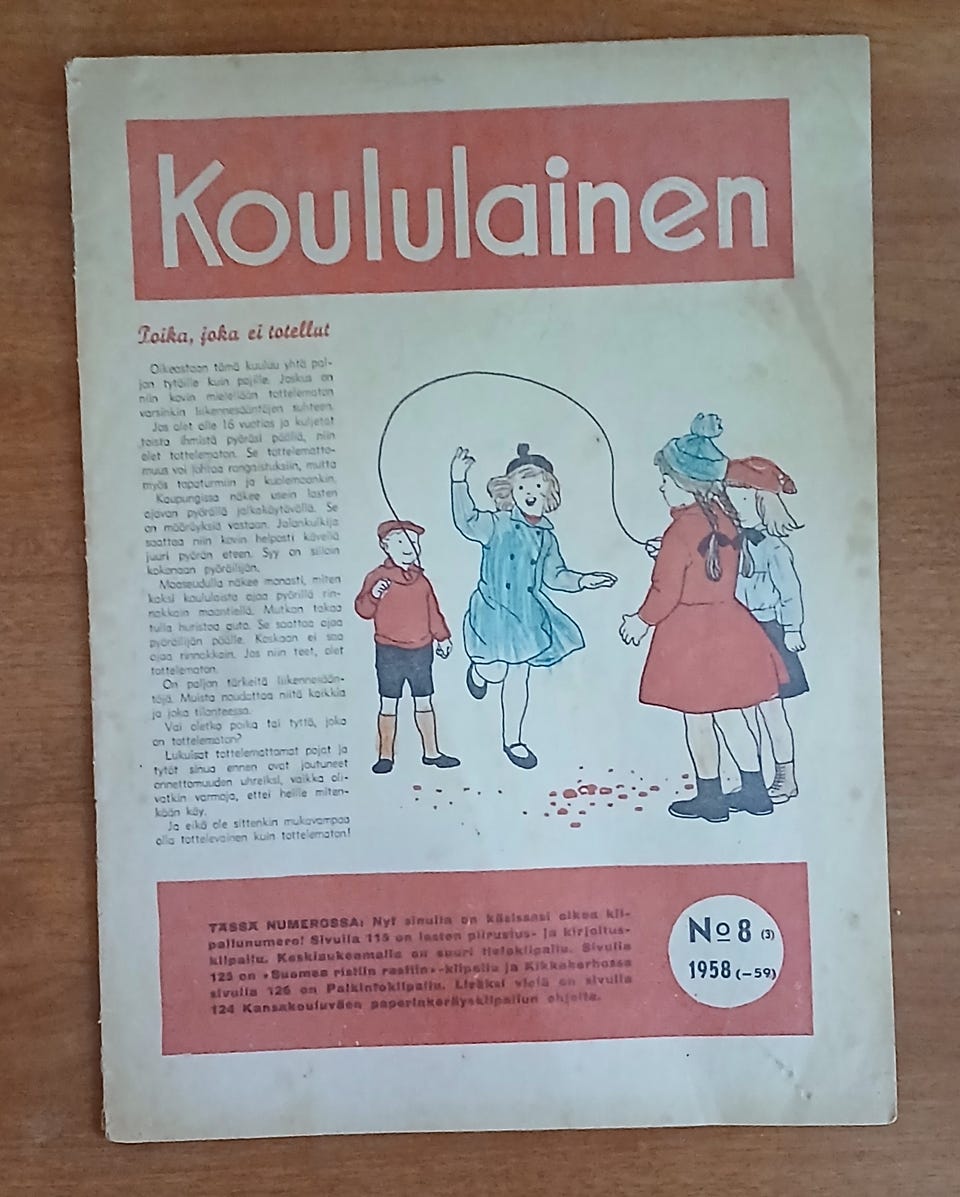 Koululainen
Poika, joka ei totellut
Oikeastaan tämä kuuluu yhtä pal-
jon tytöille kuin pojille. Joskus on
niin kovin mielellään tottelematon
varsinkin liikennesääntöjen suhteen.
Jos olet alle 16 vuotias ja kuljetat
toista ihmistä pyöräsi päällä, niin
olet tottelematon. Se tottelematto-
muus voi johtaa rangaistuksiin, mutta
myös tapaturmiin ja kuolemaankin.
Kaupungissa näkee usein lasten
ajavan pyörällä jalkakäytävällä. Se
on määräyksiä vastaan. Jalankulkija
saattaa niin kovin helposti kävellä
juuri pyörän eteen. Syy on silloin
kokonaan pyöräilijän.
Maaseudulla näkee monasti, miten
kaksi koululaista ajaa pyörillä rin-
nakkain maantiellä. Mutkan takaa
tulla huristaa auto. Se saattaa ajaa
pyöräilijän päälle. Koskaan ei saa
ajaa rinnakkain. Jos niin teet, olet
tottelematon.
On paljon tärkeitä liikennesään-
töjä. Muista noudattaa niitä kaikkia
ja joka tilanteessa.
Vai oletko poika tai tyttö, joka
on tottelematon?
Lukuisat tottelemattomat pojat ja
tytöt sinua ennen ovat joutuneet
onnettomuuden uhreiksi, vaikka oli-
vatkin varmoja, ettei heille miten-
kään käy.
Ja eikö ole sittenkin mukavampaa
olla tottelevainen kuin tottelematon!
TÄSSÄ NUMEROSSA: Nyt sinulla on käsissäsi oikea kil-
pailunumero! Sivulla 115 on lasten piirustus- ja kirjoitus-
kilpailu. Keskiaukeamalla on suuri tietokilpailu. Sivulla
123 on »Suomea ristiin rastiin»-kilpailu ja Kikkakerhossa
sivulla 126 on Palkintokilpailu. Lisäksi vielä on sivulla
124 Kansakouluväen paperinkeräyskilpailun ohjeita.
No 8 (3)
1958 (–59)